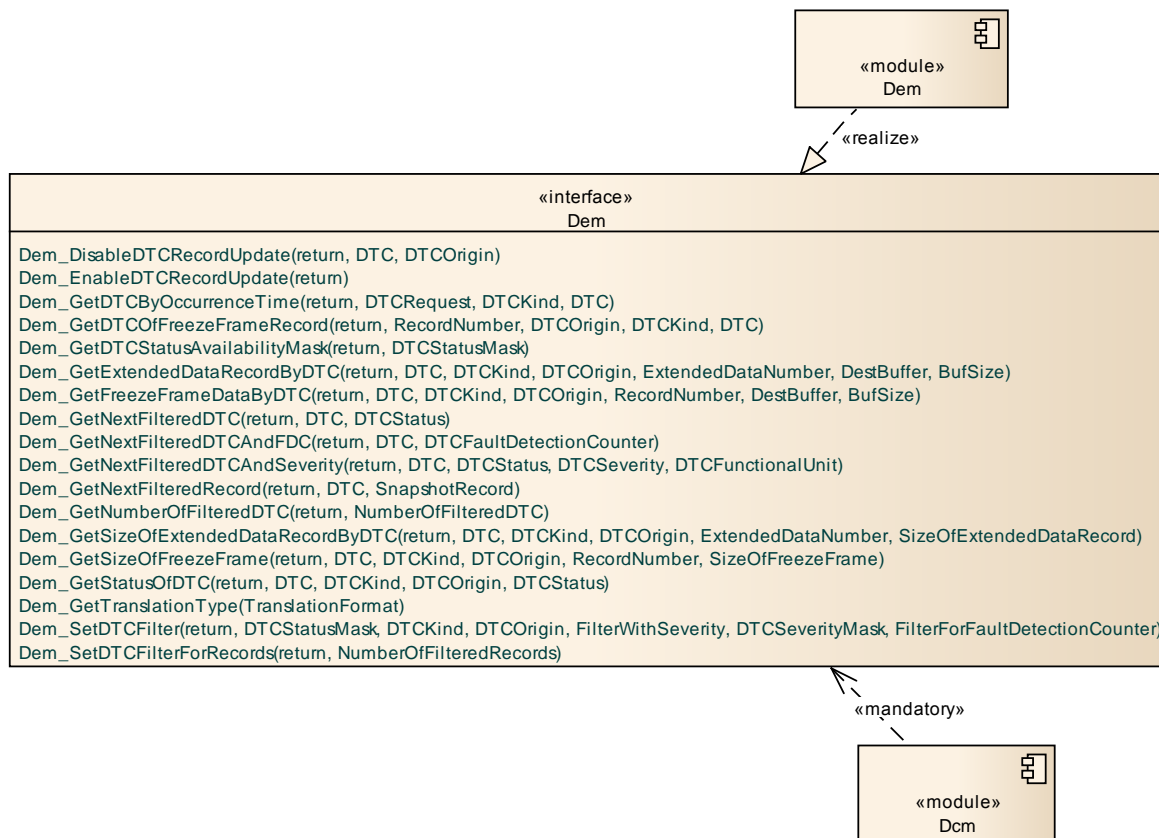 «module»
Dem
«realize»
«interface»
Dem
Dem_DisableDTCRecordUpdate(return, DTC, DTCOrigin)
Dem_EnableDTCRecordUpdate(return)
Dem_GetDTCByOccurrenceTime(return, DTCRequest, DTCKind, DTC)
Dem_GetDTCOfFreezeFrameRecord(return, RecordNumber, DTCOrigin, DTCKind, DTC)
Dem_GetDTCStatusAvailabilityMask(return, DTCStatusMask)
Dem_GetExtendedDataRecordByDTC(return, DTC, DTCKind, DTCOrigin, ExtendedDataNumber, DestBuffer, BufSize)
Dem_GetFreezeFrameDataByDTC(return, DTC, DTCKind, DTCOrigin, RecordNumber, DestBuffer, BufSize)
Dem_GetNextFilteredDTC(return, DTC, DTCStatus)
Dem_GetNextFilteredDTCAndFDC(return, DTC, DTCFaultDetectionCounter)
Dem_GetNextFilteredDTCAndSeverity(return, DTC, DTCStatus, DTCSeverity, DTCFunctionalUnit)
Dem_GetNextFilteredRecord(return, DTC, SnapshotRecord)
Dem_GetNumberOfFilteredDTC(return, NumberOfFilteredDTC)
Dem_GetSizeOfExtendedDataRecordByDTC(return, DTC, DTCKind, DTCOrigin, ExtendedDataNumber, SizeOfExtendedDataRecord)
Dem_GetSizeOfFreezeFrame(return, DTC, DTCKind, DTCOrigin, RecordNumber, SizeOfFreezeFrame)
Dem_GetStatusOfDTC(return, DTC, DTCKind, DTCOrigin, DTCStatus)
Dem_GetTranslationType(TranslationFormat)
Dem_SetDTCFilter(return, DTCStatusMask, DTCKind, DTCOrigin, FilterWithSeverity, DTCSeverityMask, FilterForFaultDetectionCounter)
Dem_SetDTCFilterForRecords(return, NumberOfFilteredRecords)
«mandatory»
«module»
Dcm